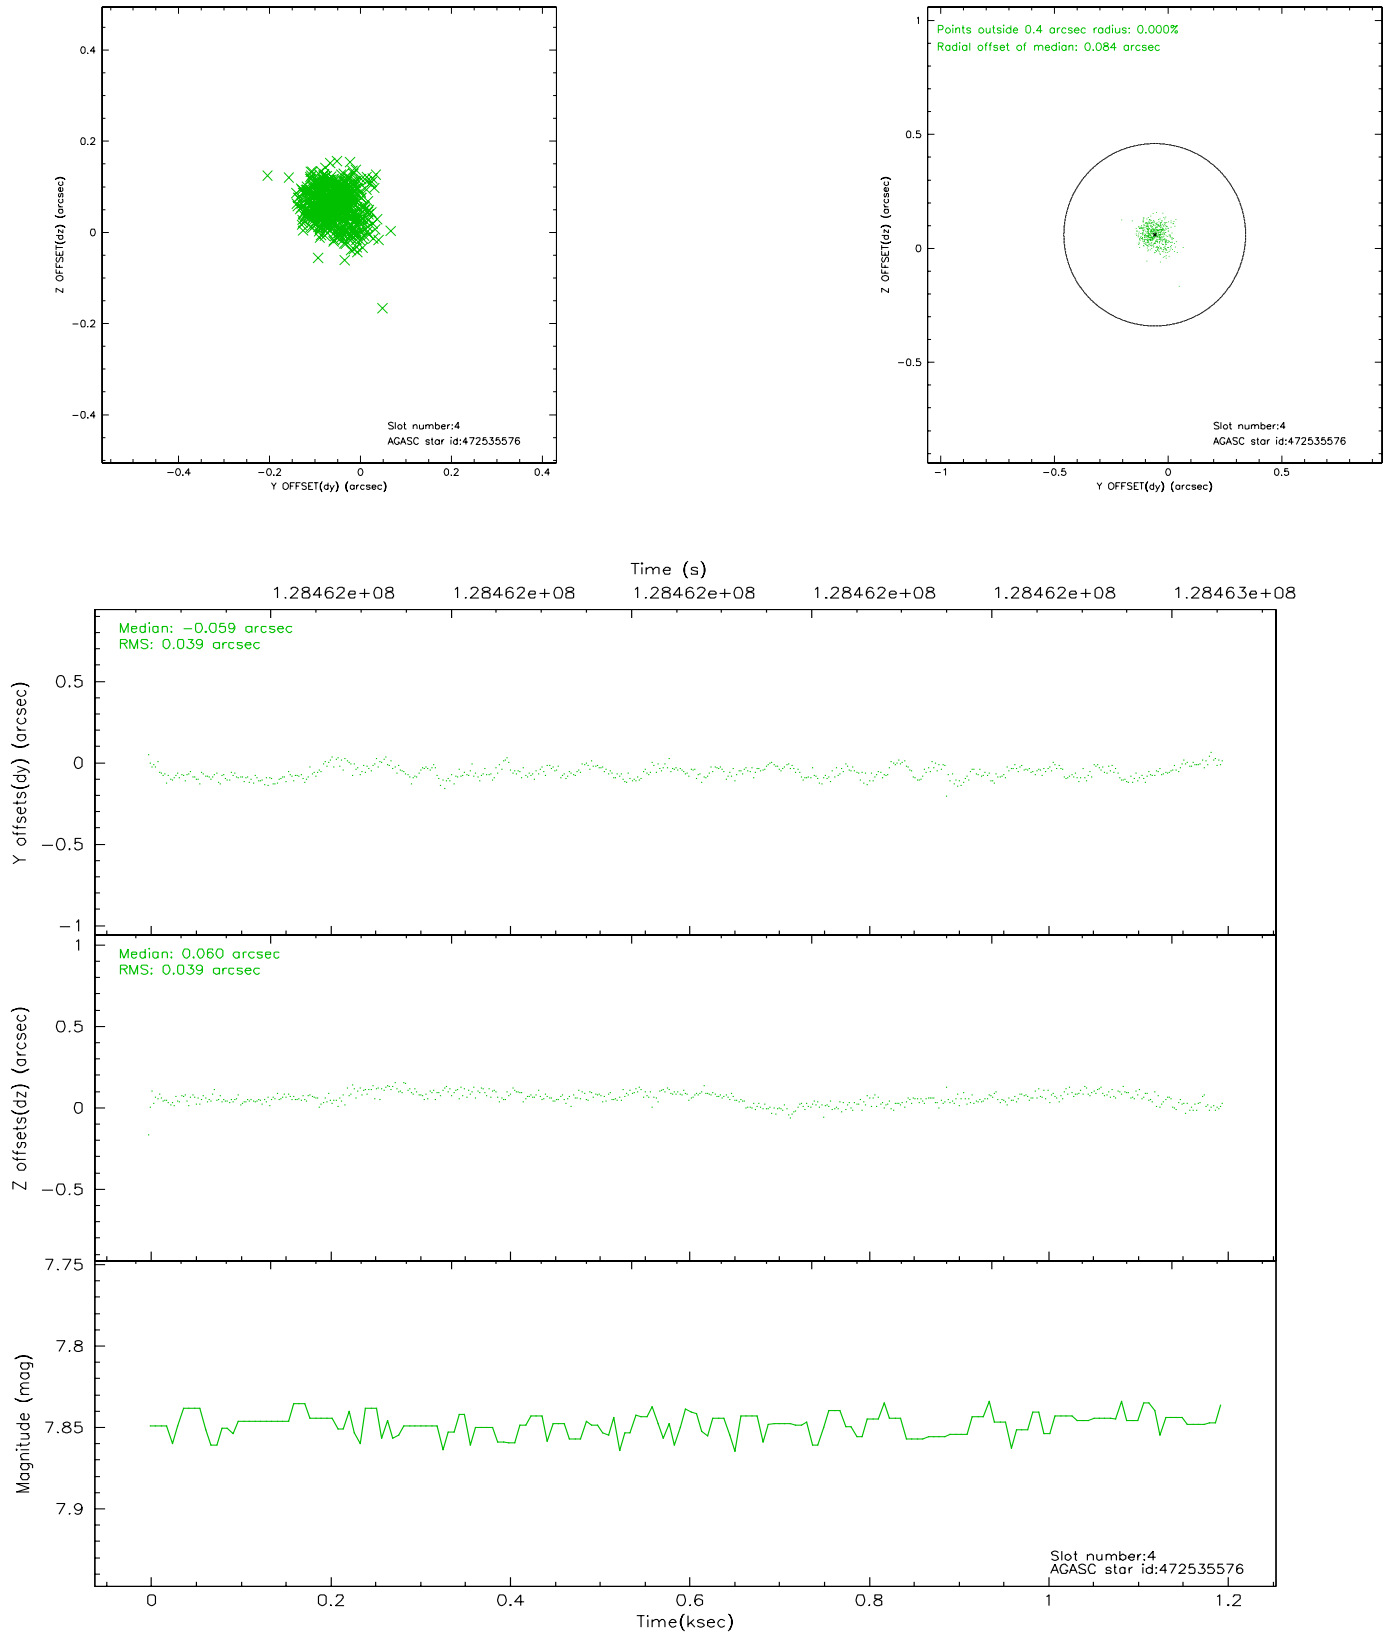 0.4
0.2
0
−0.2
−0.4
Z OFFSET(dz) (arcsec)
Slot number:4
AGASC star id:472535576
−0.4
−0.2
0
0.2
0.4
Y OFFSET(dy) (arcsec)
Points outside 0.4 arcsec radius: 0.000%
Radial offset of median: 0.084 arcsec
1
0.5
0
−0.5
Z OFFSET(dz) (arcsec)
Slot number:4
AGASC star id:472535576
−1
−0.5
0
0.5
Y OFFSET(dy) (arcsec)
Time (s)
1.28462e+08
1.28462e+08
1.28462e+08
1.28462e+08
1.28462e+08
1.28463e+08
Median: −0.059 arcsec
RMS: 0.039 arcsec
0.5
0
−0.5
−1
Y offsets(dy) (arcsec)
Median: 0.060 arcsec
RMS: 0.039 arcsec
1
0.5
0
−0.5
Z offsets(dz) (arcsec)
7.75
7.8
7.85
7.9
Magnitude (mag)
Slot number:4
AGASC star id:472535576
0
0.2
0.4
0.6
0.8
1
1.2
Time(ksec)